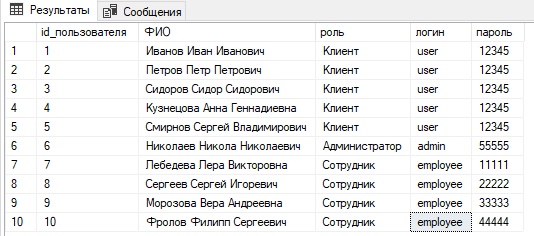 Результаты Сообщения
id_пользователя ФИО роль логин пароль
1 1 Иванов Иван Иванович Клиент user 12345
2 2 Петров Петр Петрович Клиент user 12345
3 3 Сидоров Сидор Сидорович Клиент user 12345
4 4 Кузнецова Анна Геннадиевна Клиент user 12345
5 5 Смирнов Сергей Владимирович Клиент user 12345
6 6 Николаев Никола Николаевич Администратор admin 55555
7 7 Лебедева Лера Викторовна Сотрудник employee 11111
8 8 Сергеев Сергей Игоревич Сотрудник employee 22222
9 9 Морозова Вера Андреевна Сотрудник employee 33333
10 10 Фролов Филипп Сергеевич Сотрудник employee 44444